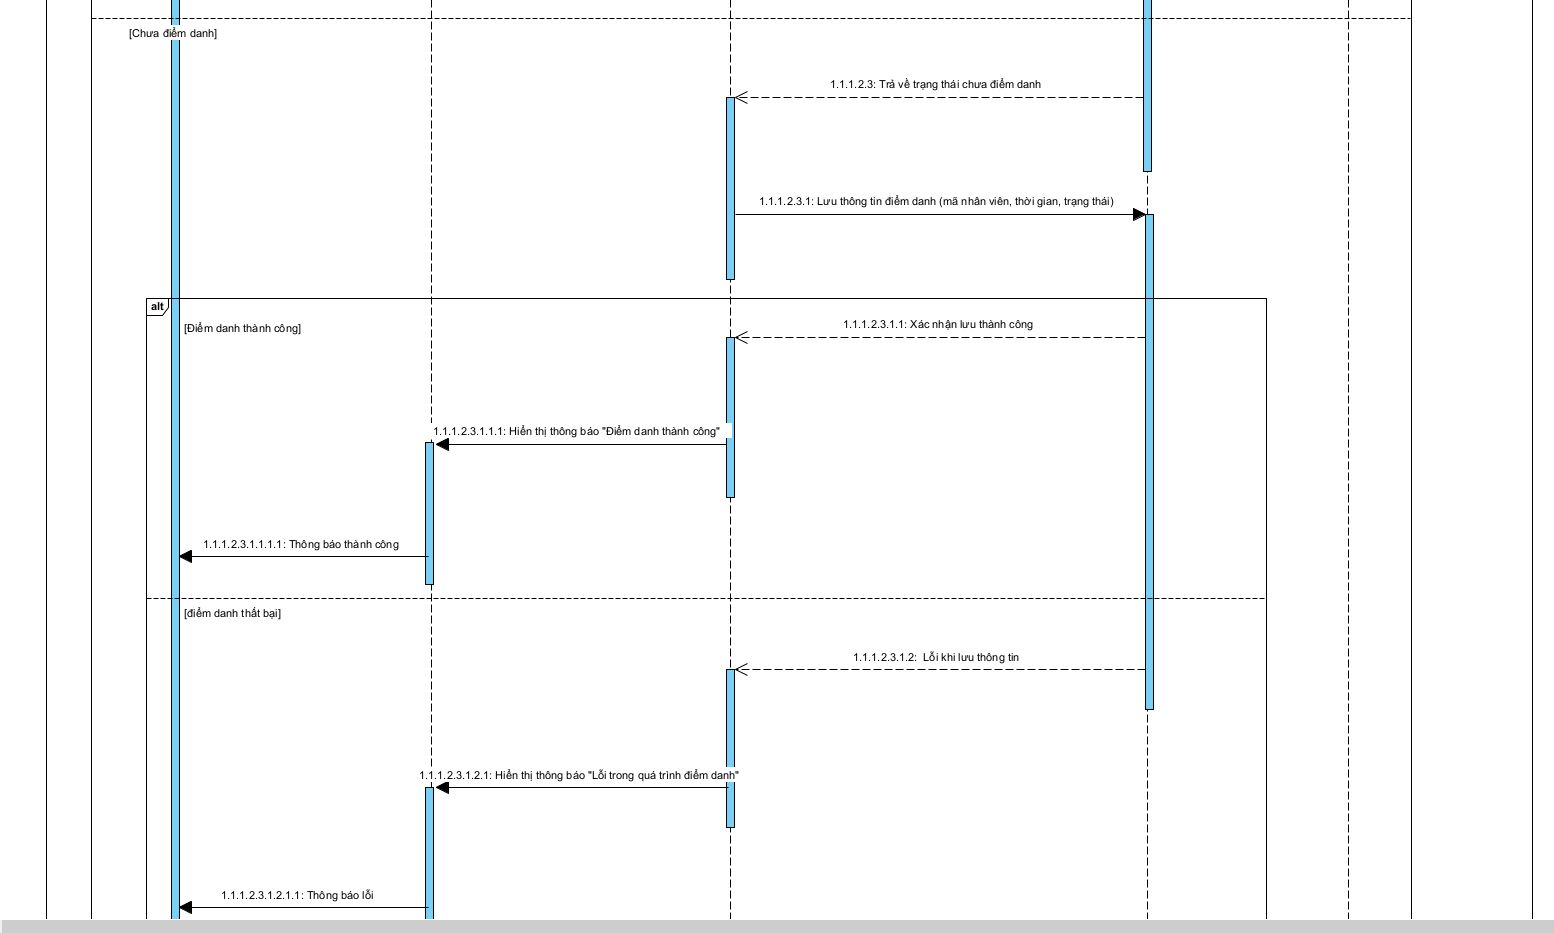 [Chưa điểm danh]
1.1.1.2.3: Trả về trạng thái chưa điểm danh
1.1.1.2.3.1: Lưu thông tin điểm danh (mã nhân viên, thời gian, trạng thái)
alt
[Điểm danh thành công]
1.1.1.2.3.1.1: Xác nhận lưu thành công
1.1.1.2.3.1.1.1: Hiển thị thông báo "Điểm danh thành công"
1.1.1.2.3.1.1.1.1: Thông báo thành công
[điểm danh thất bại]
1.1.1.2.3.1.2: Lỗi khi lưu thông tin
1.1.1.2.3.1.2.1: Hiển thị thông báo "Lỗi trong quá trình điểm danh"
1.1.1.2.3.1.2.1.1: Thông báo lỗi